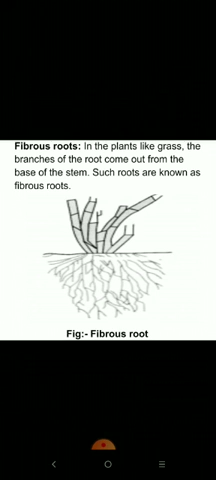 Fibrous roots: In the plants like grass, the
branches of the root come out from the
base of the stem. Such roots are known as
fibrous roots.
Fig:- Fibrous root